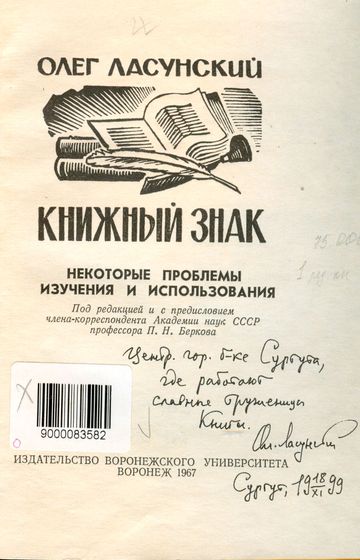 ОЛЕГ ЛАСУНСКИЙ
КНИЖНЫЙ ЗНАК
НЕКОТОРЫЕ ПРОБЛЕМЫ
ИЗУЧЕНИЯ И ИСПОЛЬЗОВАНИЯ
Под редакцией и с предисловием
члена-корреспондента Академии наук СССР
профессора П. Н. Беркова
Центр. гор. б-ке Сургута,
где работают
славные труженицы
Книги.
Ол. Ласунский
9000083582
ИЗДАТЕЛЬСТВО ВОРОНЕЖСКОГО УНИВЕРСИТЕТА
ВОРОНЕЖ 1967
Сургут, 19 18/XI 99